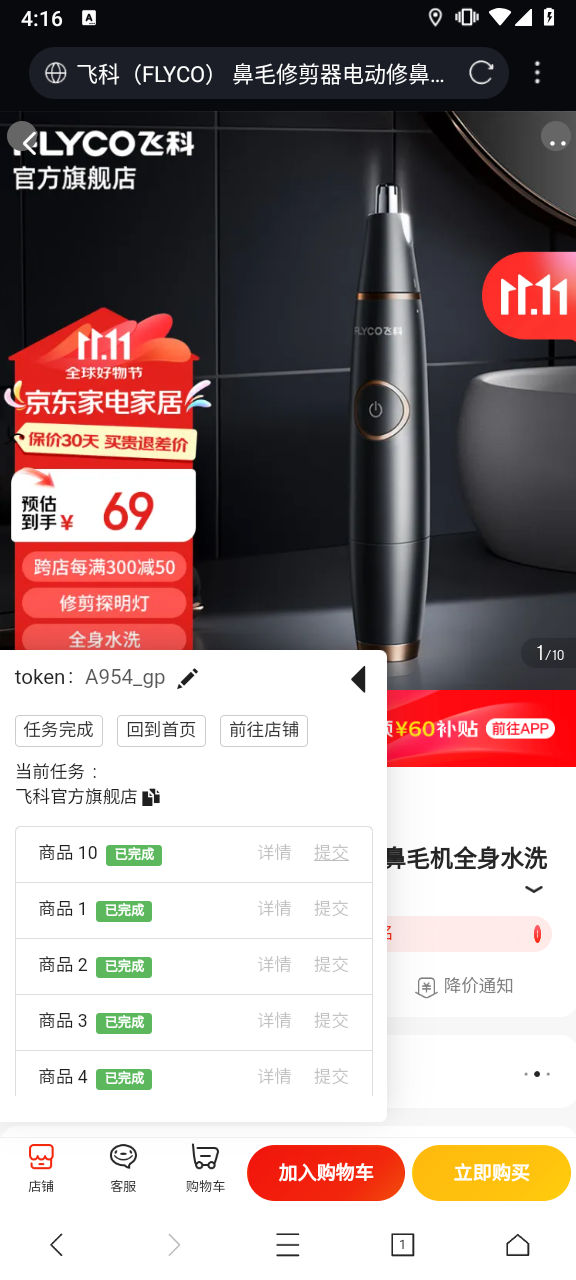 4:16
飞科（FLYCO） 鼻毛修剪器电动修鼻...
FLYCO飞科
官方旗舰店
11.11
FLYCO飞科
11.11
全球好物节
京东家电家居
保价30天 买贵退差价
预估
到手¥ 69
跨店每满300减50
修剪探明灯
全身水洗
1/10
token： A954_gp
¥60补贴 前往APP
任务完成 回到首页 前往店铺
当前任务：
飞科官方旗舰店
商品 10 已完成 详情 提交
鼻毛机全身水洗
商品 1 已完成 详情 提交
名
商品 2 已完成 详情 提交
降价通知
商品 3 已完成 详情 提交
商品 4 已完成 详情 提交
店铺 客服 购物车 加入购物车 立即购买
1